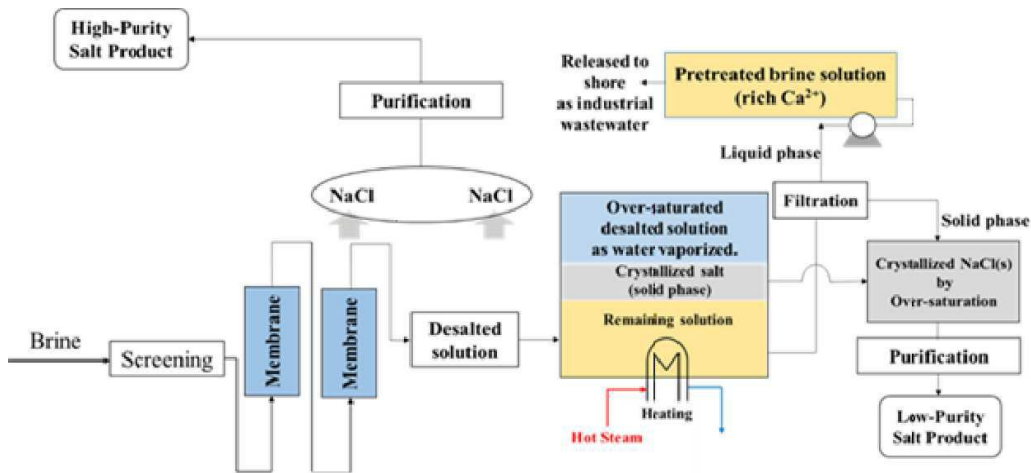 High-Purity
Salt Product
Purification
NaCl
NaCl
Released to
shore
as industrial
wastewater
Pretreated brine solution
(rich Ca²⁺)
Liquid phase
Filtration
Solid phase
Over-saturated
desalted solution
as water vaporized.
Crystallized salt
(solid phase)
Remaining solution
Crystallized NaCl(s)
by
Over-saturation
Brine
Screening
Membrane
Membrane
Desalted
solution
Heating
Hot Steam
Purification
Low-Purity
Salt Product